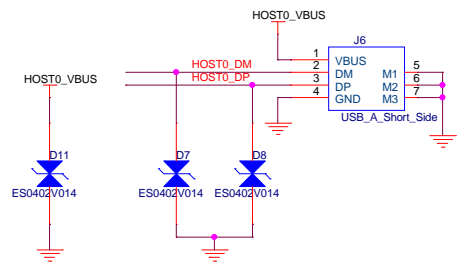 HOST0_VBUS
J6
1 VBUS
HOST0_DM 2 DM M1 5
HOST0_DP 3 DP M2 6
4 GND M3 7
USB_A_Short_Side
HOST0_VBUS
D11 D7 D8
ES0402V014 ES0402V014 ES0402V014